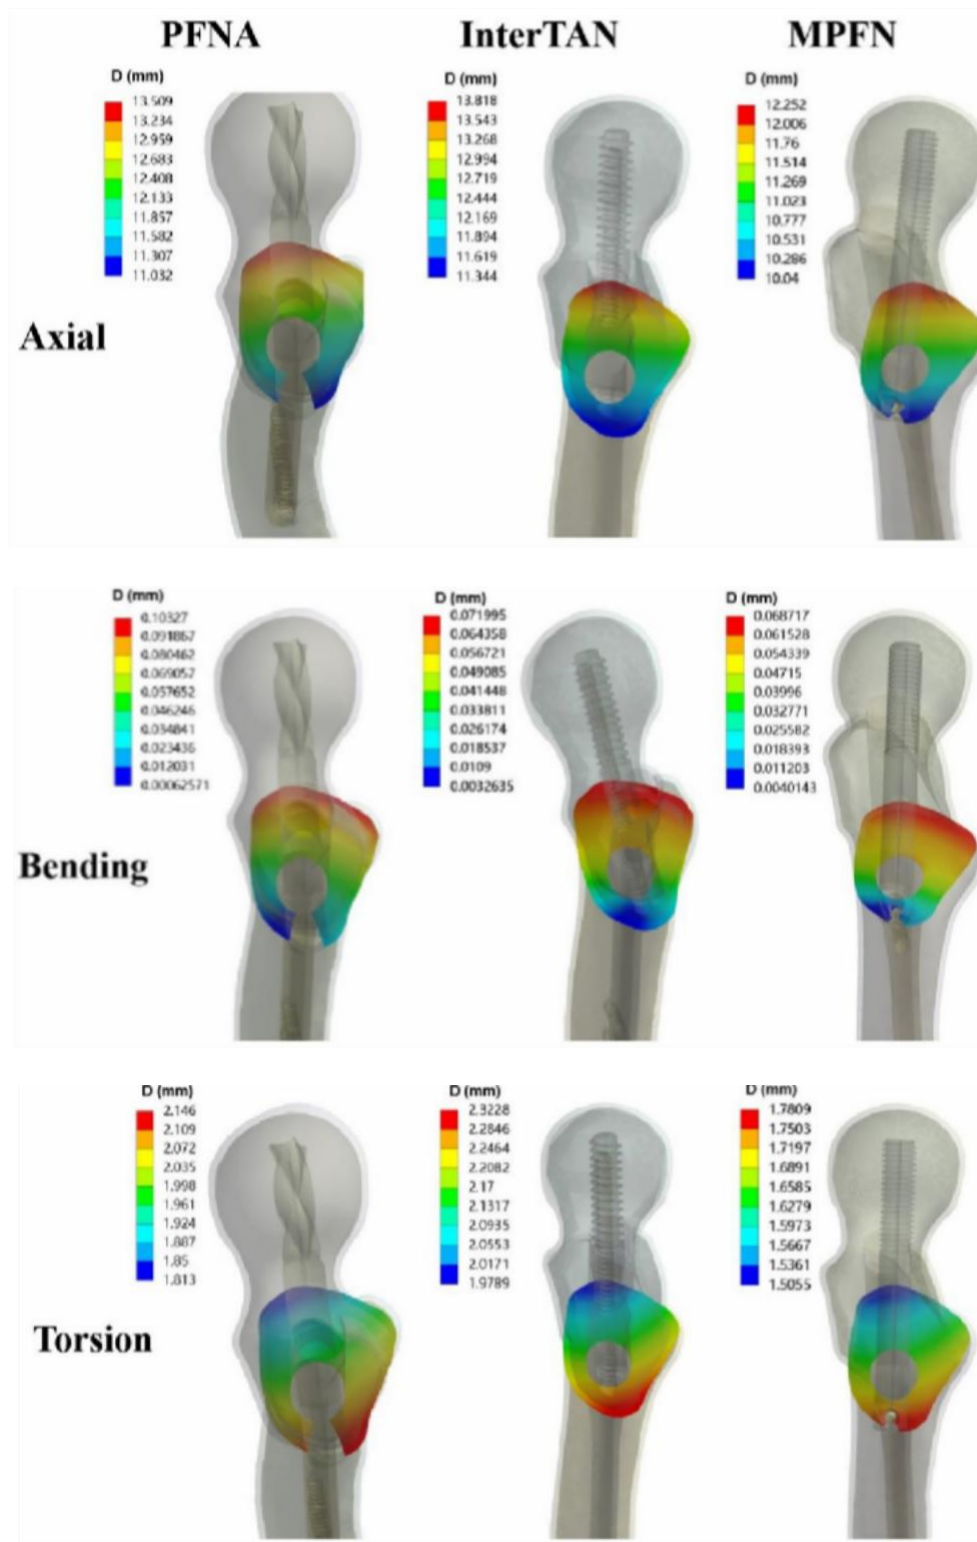 PFNA InterTAN MPFN
D (mm) D (mm) D (mm)
13.509 13.818 12.252
13.234 13.543 12.006
12.959 13.268 11.76
12.683 12.994 11.514
12.408 12.719 11.269
12.133 12.444 11.023
11.857 12.169 10.777
11.582 11.894 10.531
11.307 11.619 10.286
11.032 11.344 10.04
Axial
D (mm) D (mm) D (mm)
0.10327 0.071995 0.068717
0.091867 0.064358 0.061528
0.080462 0.056721 0.054339
0.069057 0.049085 0.04715
0.057652 0.041448 0.03996
0.046246 0.033811 0.032771
0.034841 0.026174 0.025582
0.023436 0.018537 0.018393
0.012031 0.0109 0.011203
0.00062571 0.0032635 0.0040143
Bending
D (mm) D (mm) D (mm)
2.146 2.3228 1.7809
2.109 2.2846 1.7503
2.072 2.2464 1.7197
2.035 2.2082 1.6891
1.998 2.17 1.6585
1.961 2.1317 1.6279
1.924 2.0935 1.5973
1.887 2.0553 1.5667
1.85 2.0171 1.5361
1.813 1.9789 1.5055
Torsion